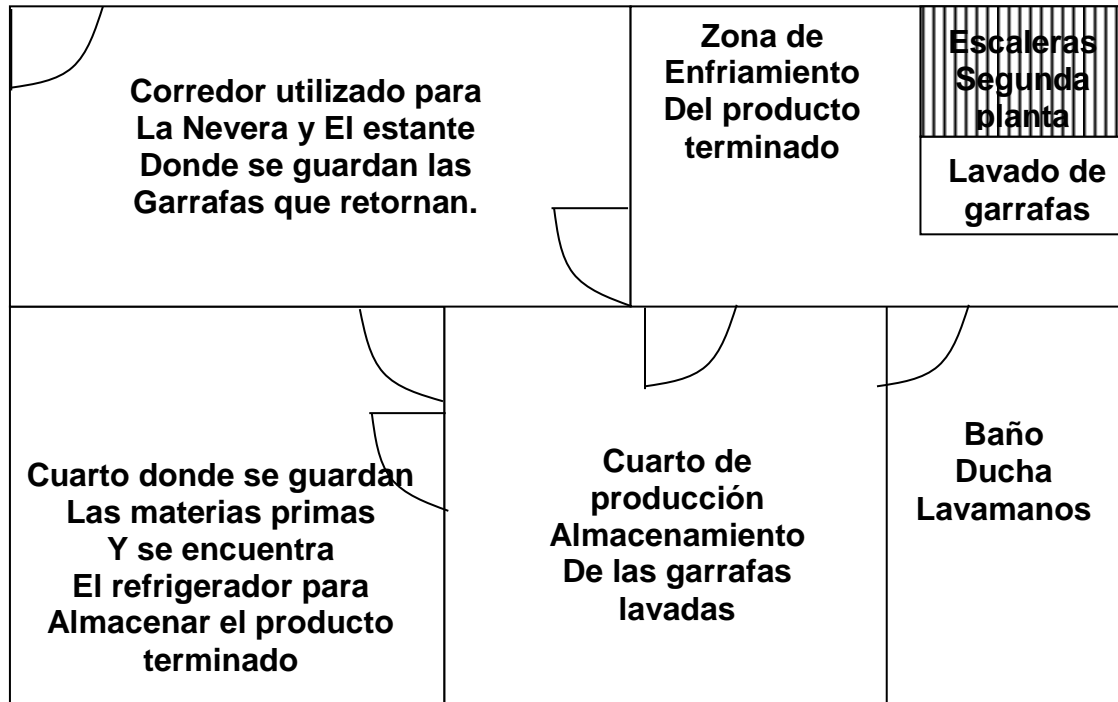 Corredor utilizado para
La Nevera y El estante
Donde se guardan las
Garrafas que retornan.
Zona de
Enfriamiento
Del producto
terminado
Escaleras
Segunda
planta
Lavado de
garrafas
Cuarto donde se guardan
Las materias primas
Y se encuentra
El refrigerador para
Almacenar el producto
terminado
Cuarto de
producción
Almacenamiento
De las garrafas
lavadas
Baño
Ducha
Lavamanos